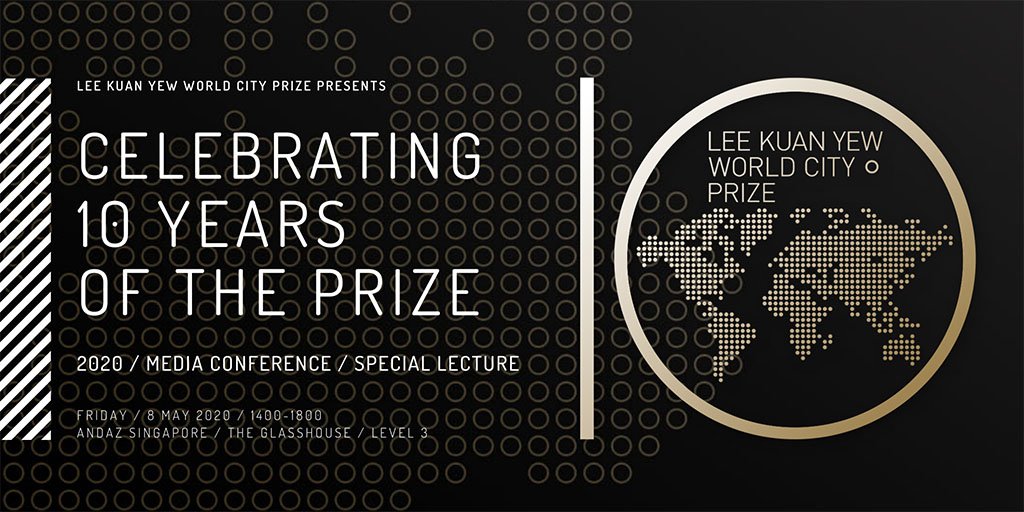 LEE KUAN YEW WORLD CITY PRIZE PRESENTS
CELEBRATING
10 YEARS
OF THE PRIZE
2020 / MEDIA CONFERENCE / SPECIAL LECTURE
FRIDAY / 8 MAY 2020 / 1400-1800
ANDAZ SINGAPORE / THE GLASSHOUSE / LEVEL 3
LEE KUAN YEW
WORLD CITY
PRIZE